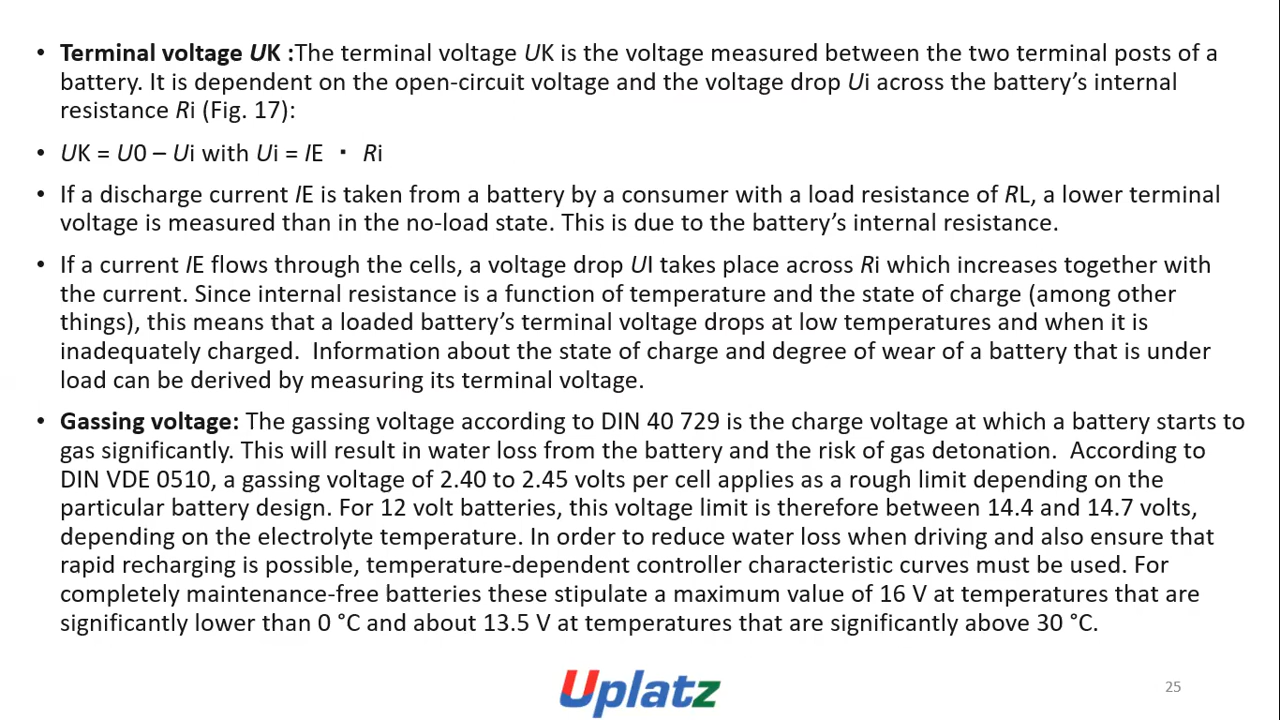 • Terminal voltage UK :The terminal voltage UK is the voltage measured between the two terminal posts of a
battery. It is dependent on the open-circuit voltage and the voltage drop Ui across the battery’s internal
resistance Ri (Fig. 17):
• UK = U0 – Ui with Ui = IE · Ri
• If a discharge current IE is taken from a battery by a consumer with a load resistance of RL, a lower terminal
voltage is measured than in the no-load state. This is due to the battery’s internal resistance.
• If a current IE flows through the cells, a voltage drop UI takes place across Ri which increases together with
the current. Since internal resistance is a function of temperature and the state of charge (among other
things), this means that a loaded battery’s terminal voltage drops at low temperatures and when it is
inadequately charged.  Information about the state of charge and degree of wear of a battery that is under
load can be derived by measuring its terminal voltage.
• Gassing voltage: The gassing voltage according to DIN 40 729 is the charge voltage at which a battery starts to
gas significantly. This will result in water loss from the battery and the risk of gas detonation.  According to
DIN VDE 0510, a gassing voltage of 2.40 to 2.45 volts per cell applies as a rough limit depending on the
particular battery design. For 12 volt batteries, this voltage limit is therefore between 14.4 and 14.7 volts,
depending on the electrolyte temperature. In order to reduce water loss when driving and also ensure that
rapid recharging is possible, temperature-dependent controller characteristic curves must be used. For
completely maintenance-free batteries these stipulate a maximum value of 16 V at temperatures that are
significantly lower than 0 °C and about 13.5 V at temperatures that are significantly above 30 °C.
Uplatz
25